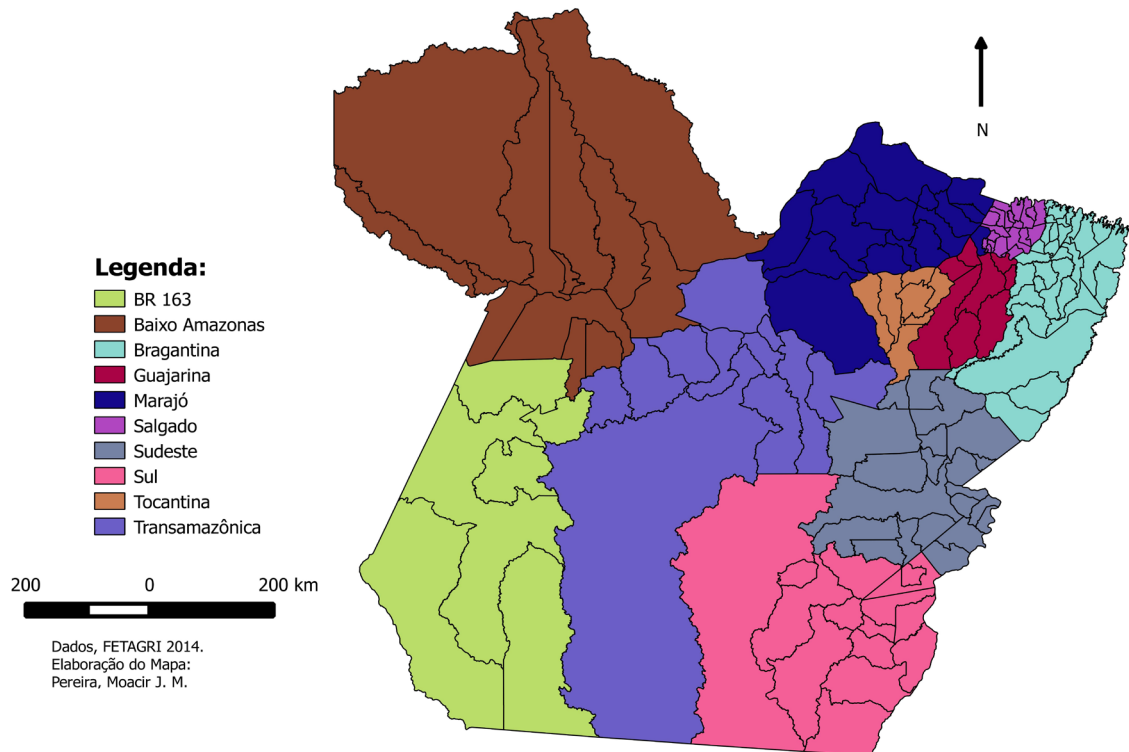 N
Legenda:
BR 163
Baixo Amazonas
Bragantina
Guajarina
Marajó
Salgado
Sudeste
Sul
Tocantina
Transamazônica
200 0 200 km
Dados, FETAGRI 2014.
Elaboração do Mapa:
Pereira, Moacir J. M.